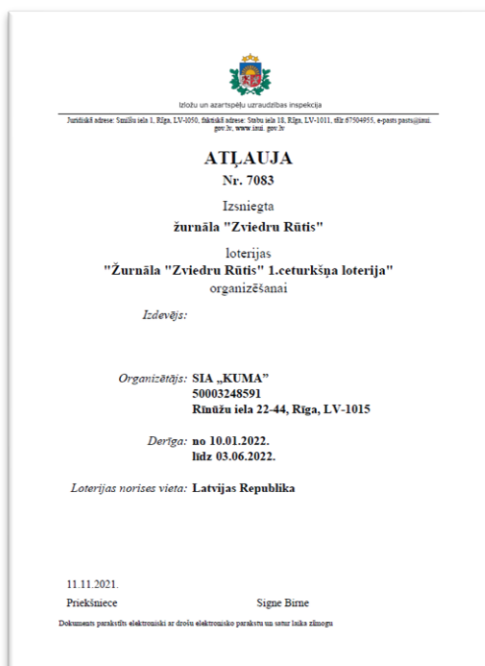 Izložu un azartspēļu uzraudzības inspekcija
Juridiskā adrese: Smilšu iela 1, Rīga, LV-1050, faktiskā adrese: Stabu iela 18, Rīga, LV-1011, tālr.67504955, e-pasts pasts@iaui.
gov.lv, www.iaui.gov.lv
ATĻAUJA
Nr. 7083
Izsniegta
žurnāla "Zviedru Rūtis"
loterijas
"Žurnāla "Zviedru Rūtis" 1.ceturkšņa loterija"
organizēšanai
Izdevējs:
Organizētājs: SIA „KUMA”
50003248591
Rīnūžu iela 22-44, Rīga, LV-1015
Derīga: no 10.01.2022.
līdz 03.06.2022.
Loterijas norises vieta: Latvijas Republika
11.11.2021.
Priekšniece Signe Birne
Dokuments parakstīts elektroniski ar drošu elektronisko parakstu un satur laika zīmogu